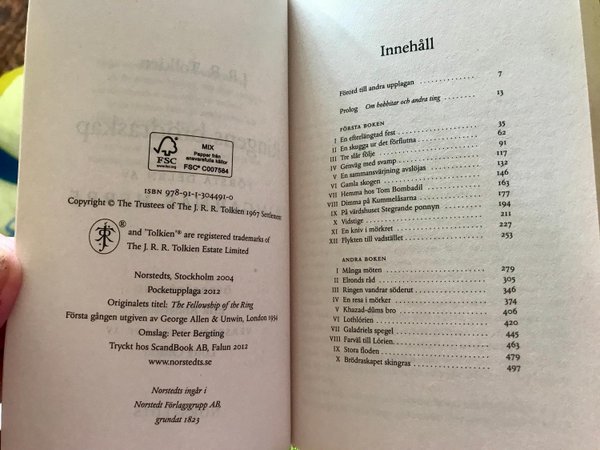 FSC
MIX
Papper från
ansvarsfulla källor
FSC® C007584
ISBN 978-91-1-304491-0
Copyright © The Trustees of The J. R. R. Tolkien 1967 Settlement
® and 'Tolkien'® are registered trademarks of
The J. R. R. Tolkien Estate Limited
Norstedts, Stockholm 2004
Pocketupplaga 2012
Originalets titel: The Fellowship of the Ring
Första gången utgiven av George Allen & Unwin, London 1954
Omslag: Peter Bergting
Tryckt hos ScandBook AB, Falun 2012
www.norstedts.se
Norstedts ingår i
Norstedt Förlagsgrupp AB,
grundat 1823
Innehåll
Förord till andra upplagan 7
Prolog Om hobbitar och andra ting 13
FÖRSTA BOKEN
I En efterlängtad fest 35
II En skugga ur det förflutna 62
III Tre slår följe 91
IV Genväg med svamp 117
V En sammansvärjning avslöjas 132
VI Gamla skogen 146
VII Hemma hos Tom Bombadil 163
VIII Dimma på Kummelåsarna 177
IX På värdshuset Stegrande ponnyn 194
X Vidstige 211
XI En kniv i mörkret 227
XII Flykten till vadstället 253
ANDRA BOKEN
I Många möten 279
II Elronds råd 305
III Ringen vandrar söderut 346
IV En resa i mörker 374
V Khazad-dûms bro 406
VI Lothlórien 420
VII Galadriels spegel 445
VIII Farväl till Lórien 463
IX Stora floden 479
X Brödraskapet skingras 497